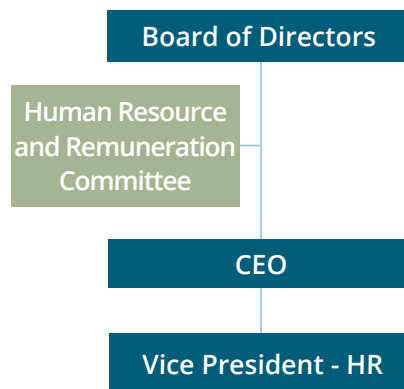 Board of Directors
Human Resource
and Remuneration
Committee
CEO
Vice President - HR